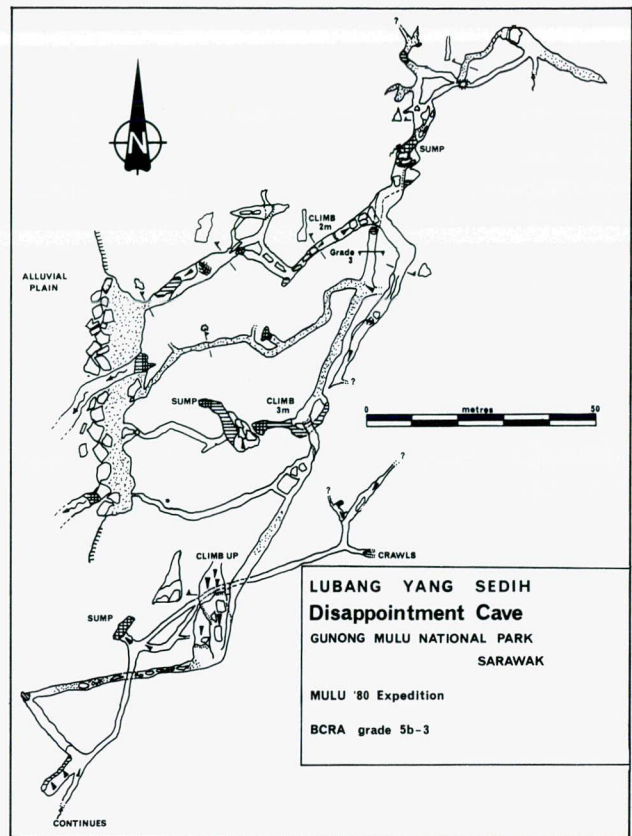 ?
SUMP
N
CLIMB
2m
Grade
3
ALLUVIAL
PLAIN
?
SUMP
CLIMB
3m
0 metres 50
?
?
CLIMB UP
CRAWLS
SUMP
CONTINUES
LUBANG YANG SEDIH
Disappointment Cave
GUNONG MULU NATIONAL PARK
SARAWAK
MULU '80 Expedition
BCRA grade 5b-3